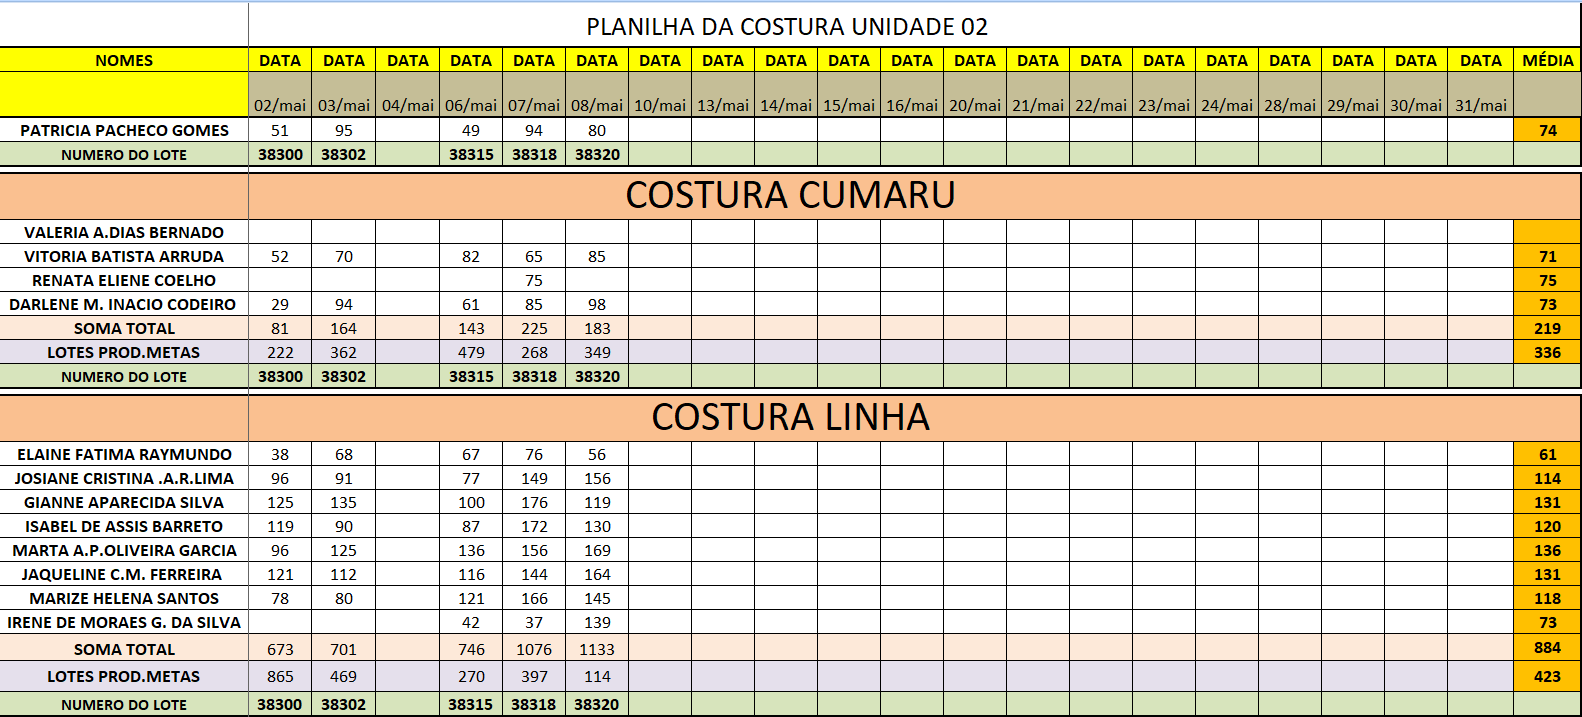 PLANILHA DA COSTURA UNIDADE 02
NOMES DATA DATA DATA DATA DATA DATA DATA DATA DATA DATA DATA DATA DATA DATA DATA DATA DATA DATA DATA DATA MÉDIA
02/mai 03/mai 04/mai 06/mai 07/mai 08/mai 10/mai 13/mai 14/mai 15/mai 16/mai 20/mai 21/mai 22/mai 23/mai 24/mai 28/mai 29/mai 30/mai 31/mai
PATRICIA PACHECO GOMES 51 95 49 94 80 74
NUMERO DO LOTE 38300 38302 38315 38318 38320
COSTURA CUMARU
VALERIA A.DIAS BERNADO
VITORIA BATISTA ARRUDA 52 70 82 65 85 71
RENATA ELIENE COELHO 75 75
DARLENE M. INACIO CODEIRO 29 94 61 85 98 73
SOMA TOTAL 81 164 143 225 183 219
LOTES PROD.METAS 222 362 479 268 349 336
NUMERO DO LOTE 38300 38302 38315 38318 38320
COSTURA LINHA
ELAINE FATIMA RAYMUNDO 38 68 67 76 56 61
JOSIANE CRISTINA .A.R.LIMA 96 91 77 149 156 114
GIANNE APARECIDA SILVA 125 135 100 176 119 131
ISABEL DE ASSIS BARRETO 119 90 87 172 130 120
MARTA A.P.OLIVEIRA GARCIA 96 125 136 156 169 136
JAQUELINE C.M. FERREIRA 121 112 116 144 164 131
MARIZE HELENA SANTOS 78 80 121 166 145 118
IRENE DE MORAES G. DA SILVA 42 37 139 73
SOMA TOTAL 673 701 746 1076 1133 884
LOTES PROD.METAS 865 469 270 397 114 423
NUMERO DO LOTE 38300 38302 38315 38318 38320